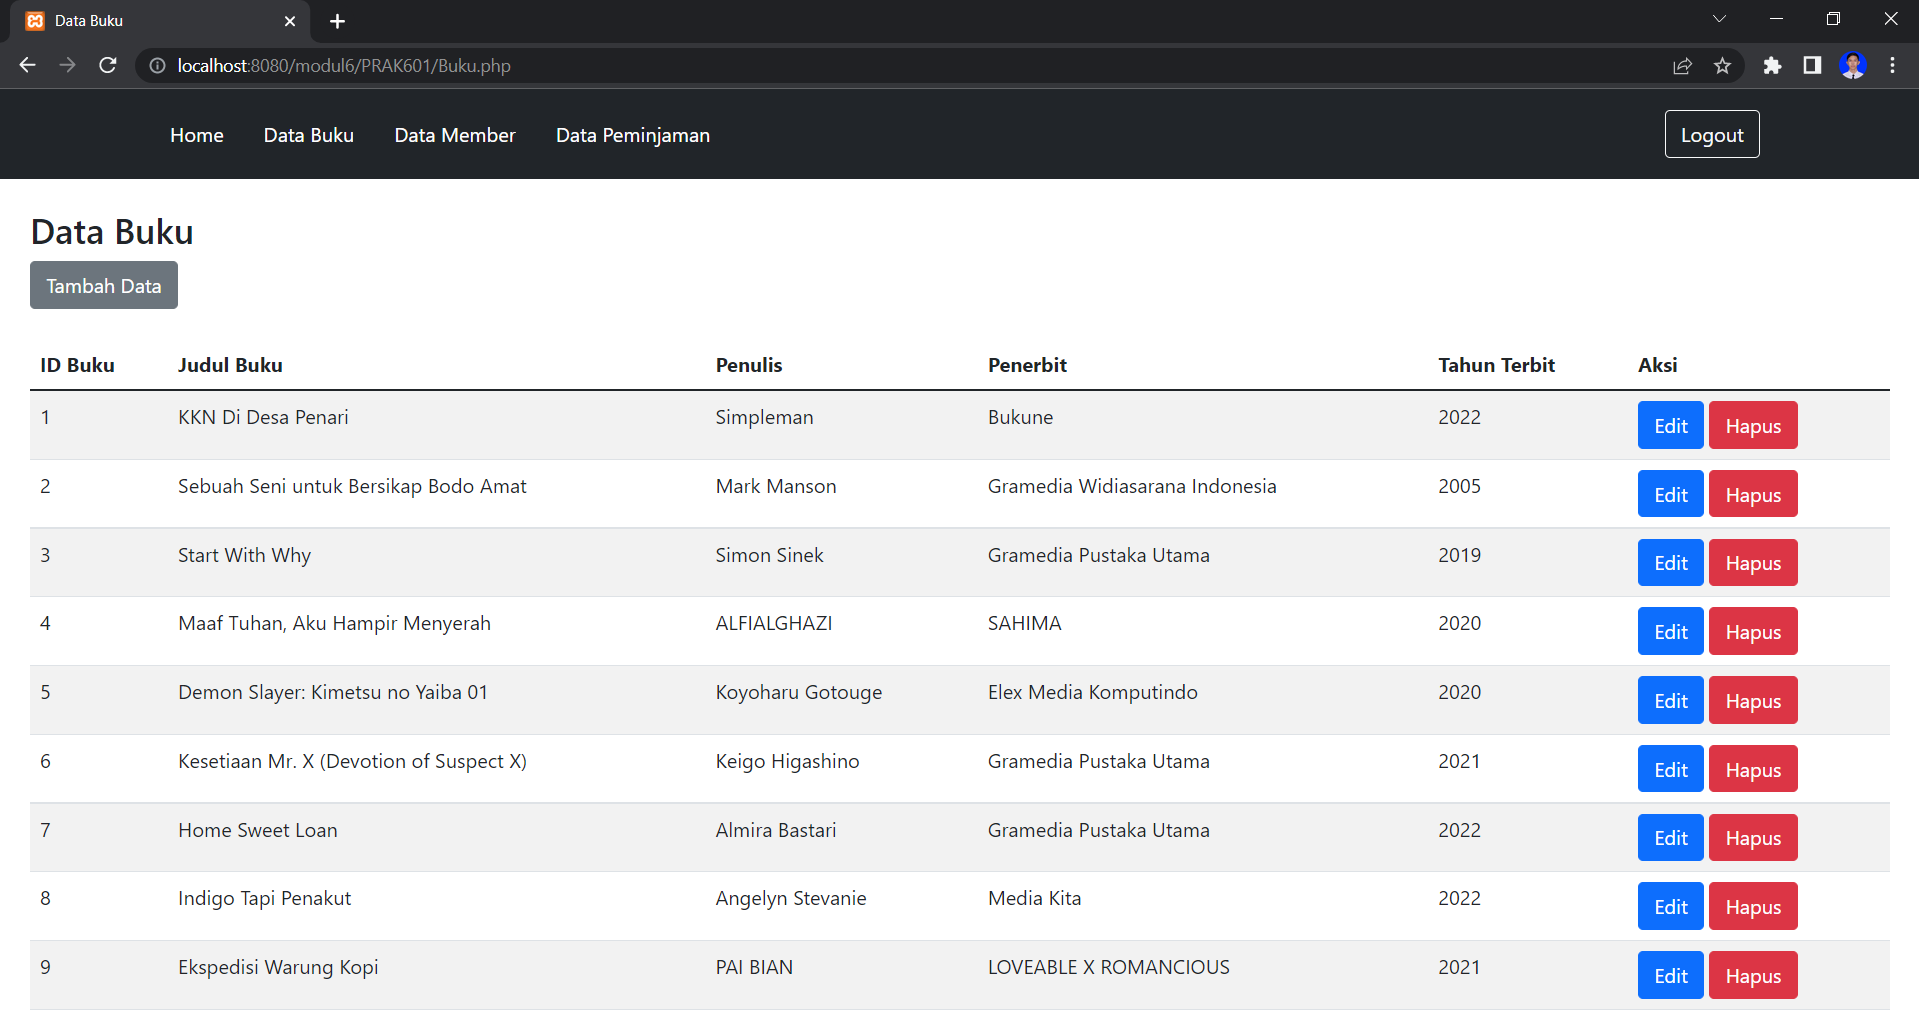 Data Buku
localhost:8080/modul6/PRAK601/Buku.php
Home Data Buku Data Member Data Peminjaman Logout
Data Buku
Tambah Data
ID Buku Judul Buku Penulis Penerbit Tahun Terbit Aksi
1 KKN Di Desa Penari Simpleman Bukune 2022 Edit Hapus
2 Sebuah Seni untuk Bersikap Bodo Amat Mark Manson Gramedia Widiasarana Indonesia 2005 Edit Hapus
3 Start With Why Simon Sinek Gramedia Pustaka Utama 2019 Edit Hapus
4 Maaf Tuhan, Aku Hampir Menyerah ALFIALGHAZI SAHIMA 2020 Edit Hapus
5 Demon Slayer: Kimetsu no Yaiba 01 Koyoharu Gotouge Elex Media Komputindo 2020 Edit Hapus
6 Kesetiaan Mr. X (Devotion of Suspect X) Keigo Higashino Gramedia Pustaka Utama 2021 Edit Hapus
7 Home Sweet Loan Almira Bastari Gramedia Pustaka Utama 2022 Edit Hapus
8 Indigo Tapi Penakut Angelyn Stevanie Media Kita 2022 Edit Hapus
9 Ekspedisi Warung Kopi PAI BIAN LOVEABLE X ROMANCIOUS 2021 Edit Hapus